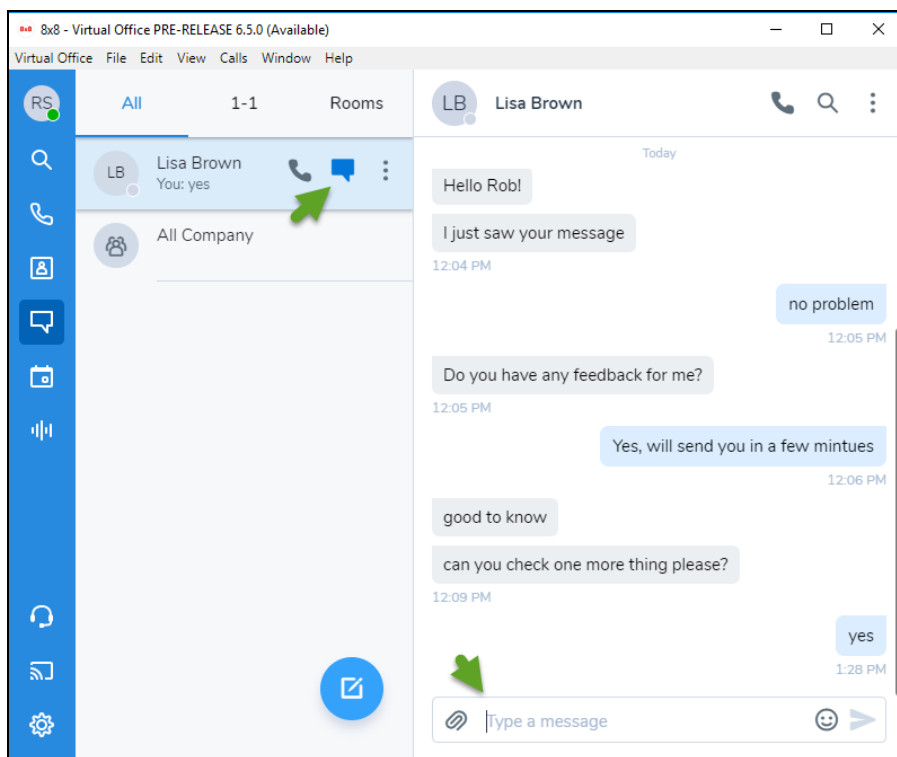 8x8 - Virtual Office PRE-RELEASE 6.5.0 (Available)
Virtual Office File Edit View Calls Window Help
RS
All 1-1 Rooms
LB
Lisa Brown
You: yes
All Company
LB Lisa Brown
Today
Hello Rob!
I just saw your message
12:04 PM
no problem
12:05 PM
Do you have any feedback for me?
12:05 PM
Yes, will send you in a few mintues
12:06 PM
good to know
can you check one more thing please?
12:09 PM
yes
1:28 PM
Type a message